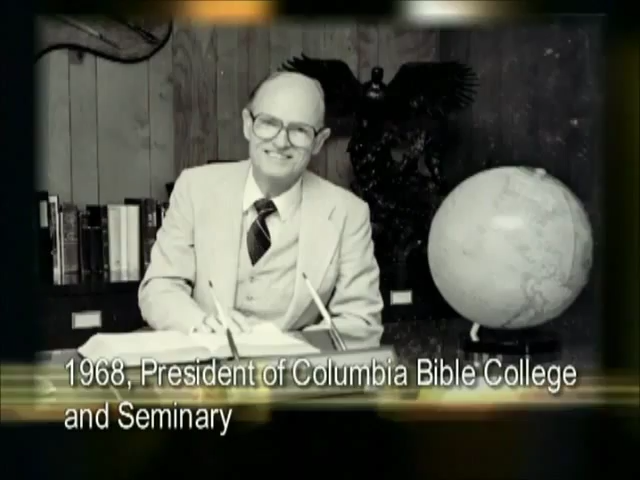 1968, President of Columbia Bible College
and Seminary